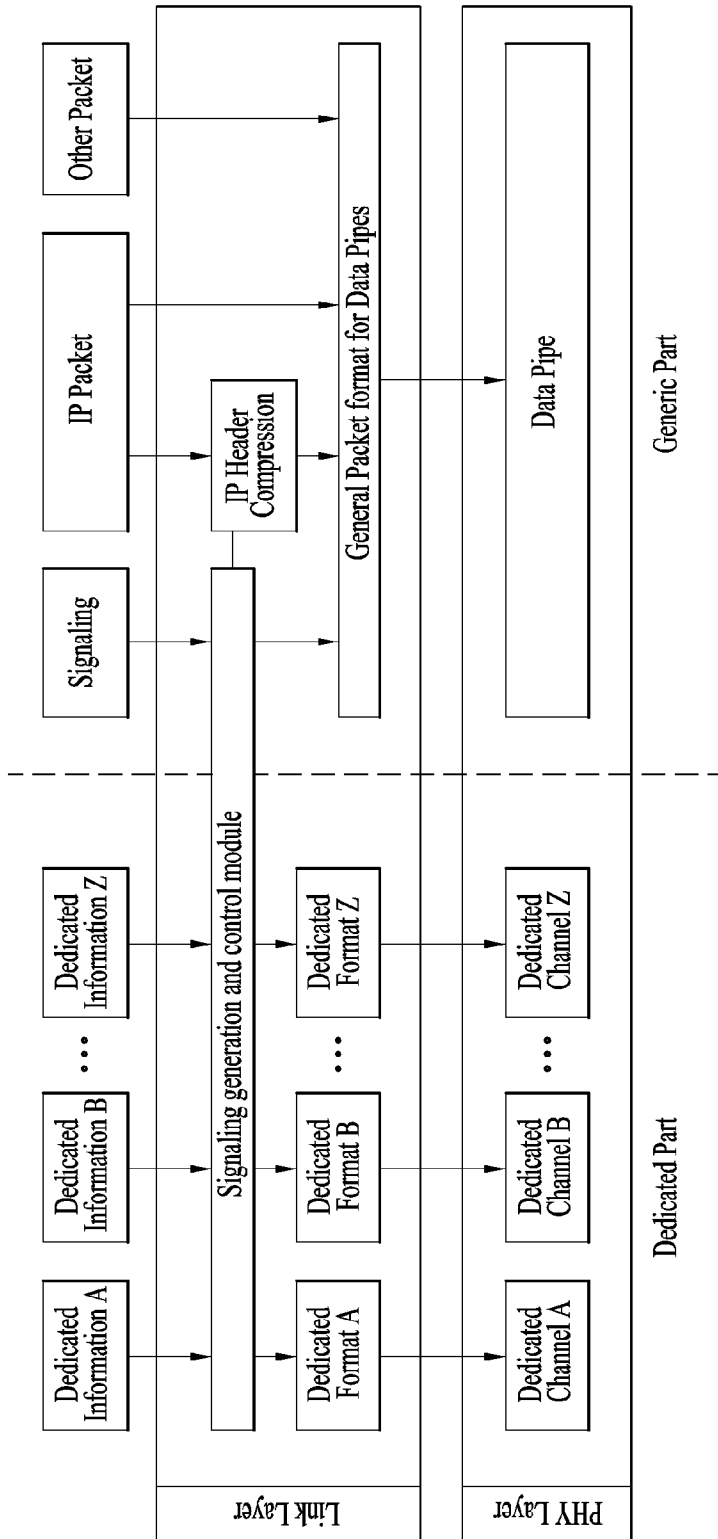 Dedicated
Information A
Dedicated
Information B
Dedicated
Information Z
Signaling
IP Packet
Other Packet
Link Layer
Signaling generation and control module
IP Header
Compression
Dedicated
Format A
Dedicated
Format B
Dedicated
Format Z
General Packet format for Data Pipes
PHY Layer
Dedicated
Channel A
Dedicated
Channel B
Dedicated
Channel Z
Data Pipe
Dedicated Part
Generic Part